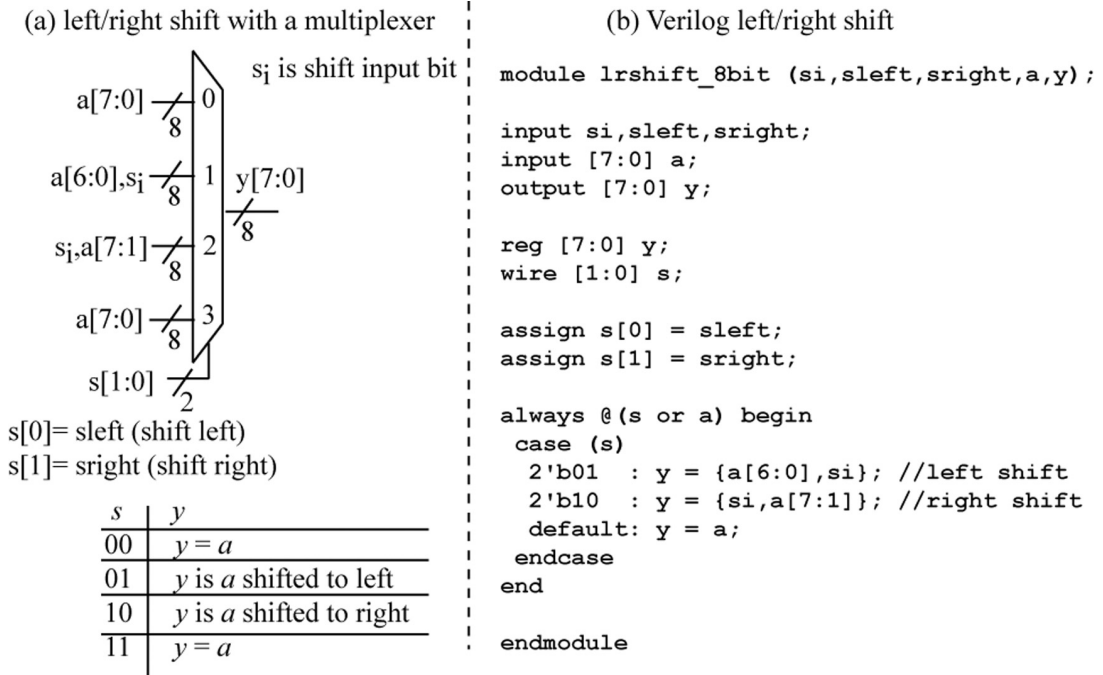 (a) left/right shift with a multiplexer
si is shift input bit
a[7:0]
8
0
a[6:0],si
8
1
y[7:0]
8
si,a[7:1]
8
2
a[7:0]
8
3
s[1:0]
2
s[0]= sleft (shift left)
s[1]= sright (shift right)
s y
00 y = a
01 y is a shifted to left
10 y is a shifted to right
11 y = a
(b) Verilog left/right shift
module lrshift_8bit (si,sleft,sright,a,y);
input si,sleft,sright;
input [7:0] a;
output [7:0] y;
reg [7:0] y;
wire [1:0] s;
assign s[0] = sleft;
assign s[1] = sright;
always @(s or a) begin
case (s)
2'b01 : y = {a[6:0],si}; //left shift
2'b10 : y = {si,a[7:1]}; //right shift
default: y = a;
endcase
end
endmodule